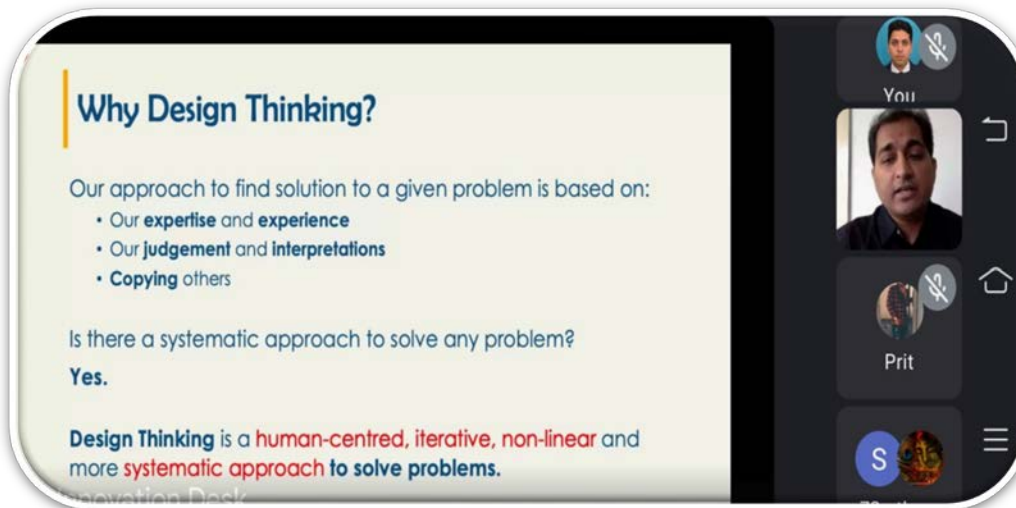 Why Design Thinking?
Our approach to find solution to a given problem is based on:
• Our expertise and experience
• Our judgement and interpretations
• Copying others
Is there a systematic approach to solve any problem?
Yes.
Design Thinking is a human-centred, iterative, non-linear and
more systematic approach to solve problems.
Innovation Desk
You
Prit
S